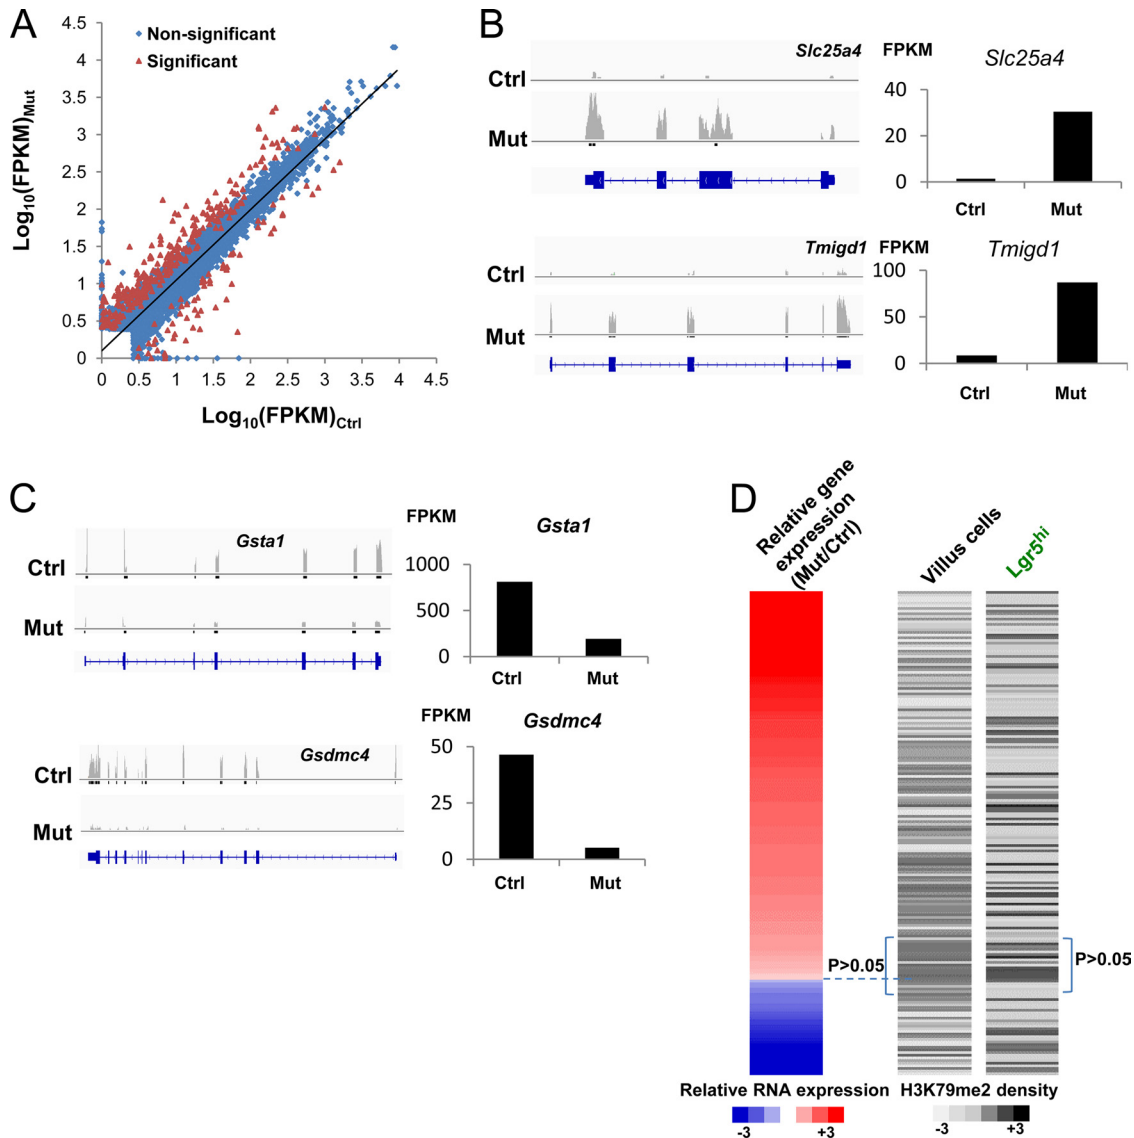 A
4.5
4
3.5
3
2.5
2
1.5
1
0.5
0
Log10(FPKM)Mut
Non-significant
Significant
0 0.5 1 1.5 2 2.5 3 3.5 4 4.5
Log10(FPKM)Ctrl
B
Slc25a4
Ctrl
Mut
FPKM
Slc25a4
40
20
0
Ctrl Mut
Tmigd1
Ctrl
Mut
FPKM
Tmigd1
100
50
0
Ctrl Mut
C
Gsta1
Ctrl
Mut
FPKM
Gsta1
1000
500
0
Ctrl Mut
Gsdmc4
Ctrl
Mut
FPKM
Gsdmc4
50
25
0
Ctrl Mut
D
Relative gene
expression
(Mut/Ctrl)
Villus cells
Lgr5hi
P>0.05
P>0.05
Relative RNA expression
-3 +3
H3K79me2 density
-3 +3